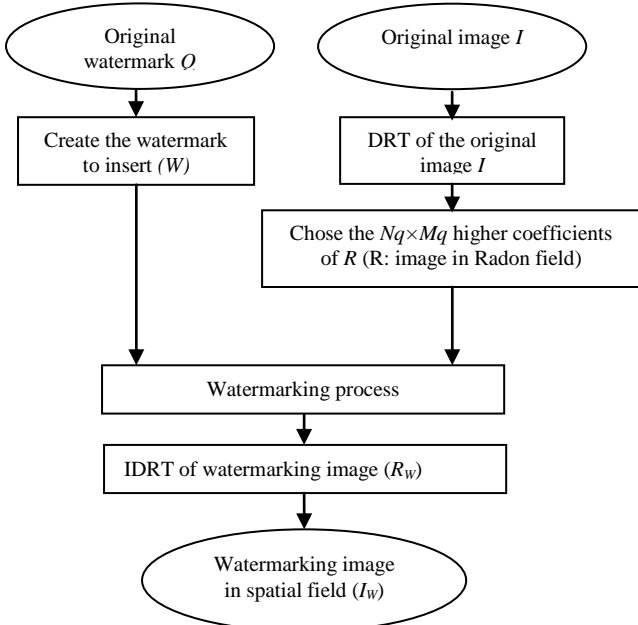 Original
watermark Q
Original image I
Create the watermark
to insert (W)
DRT of the original
image I
Chose the Nq×Mq higher coefficients
of R (R: image in Radon field)
Watermarking process
IDRT of watermarking image (RW)
Watermarking image
in spatial field (IW)